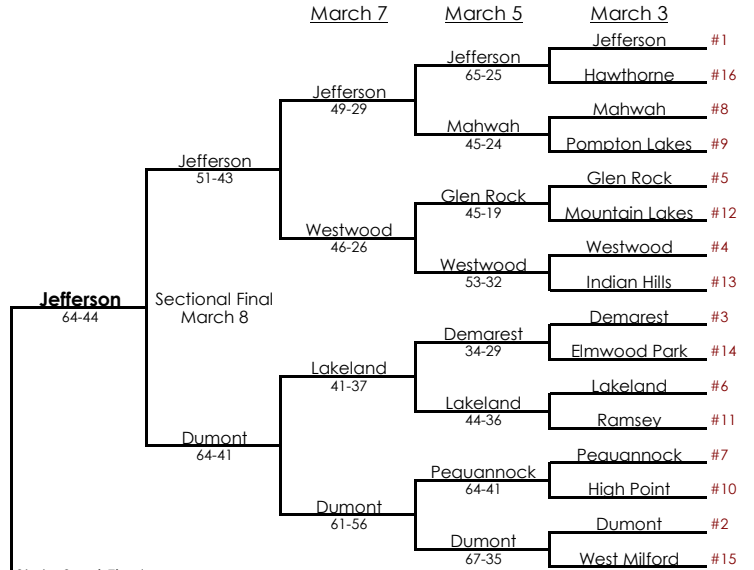 March 7 March 5 March 3
Jefferson #1
Jefferson
65-25
Hawthorne #16
Jefferson
49-29
Mahwah #8
Mahwah
45-24
Pompton Lakes #9
Jefferson
51-43
Glen Rock #5
Glen Rock
45-19
Mountain Lakes #12
Westwood
46-26
Westwood #4
Westwood
53-32
Indian Hills #13
Jefferson
64-44
Sectional Final
March 8
Demarest #3
Demarest
34-29
Elmwood Park #14
Lakeland
41-37
Lakeland #6
Lakeland
44-36
Ramsey #11
Dumont
64-41
Pequannock #7
Pequannock
64-41
High Point #10
Dumont
61-56
Dumont #2
Dumont
67-35
West Milford #15